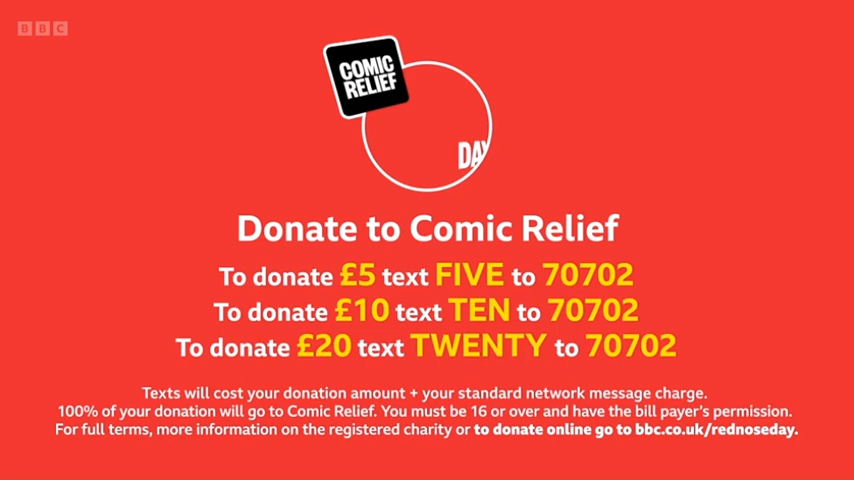 BBC
COMIC
RELIEF
DAY
Donate to Comic Relief
To donate £5 text FIVE to 70702
To donate £10 text TEN to 70702
To donate £20 text TWENTY to 70702
Texts will cost your donation amount + your standard network message charge.
100% of your donation will go to Comic Relief. You must be 16 or over and have the bill payer's permission.
For full terms, more information on the registered charity or to donate online go to bbc.co.uk/rednoseday.